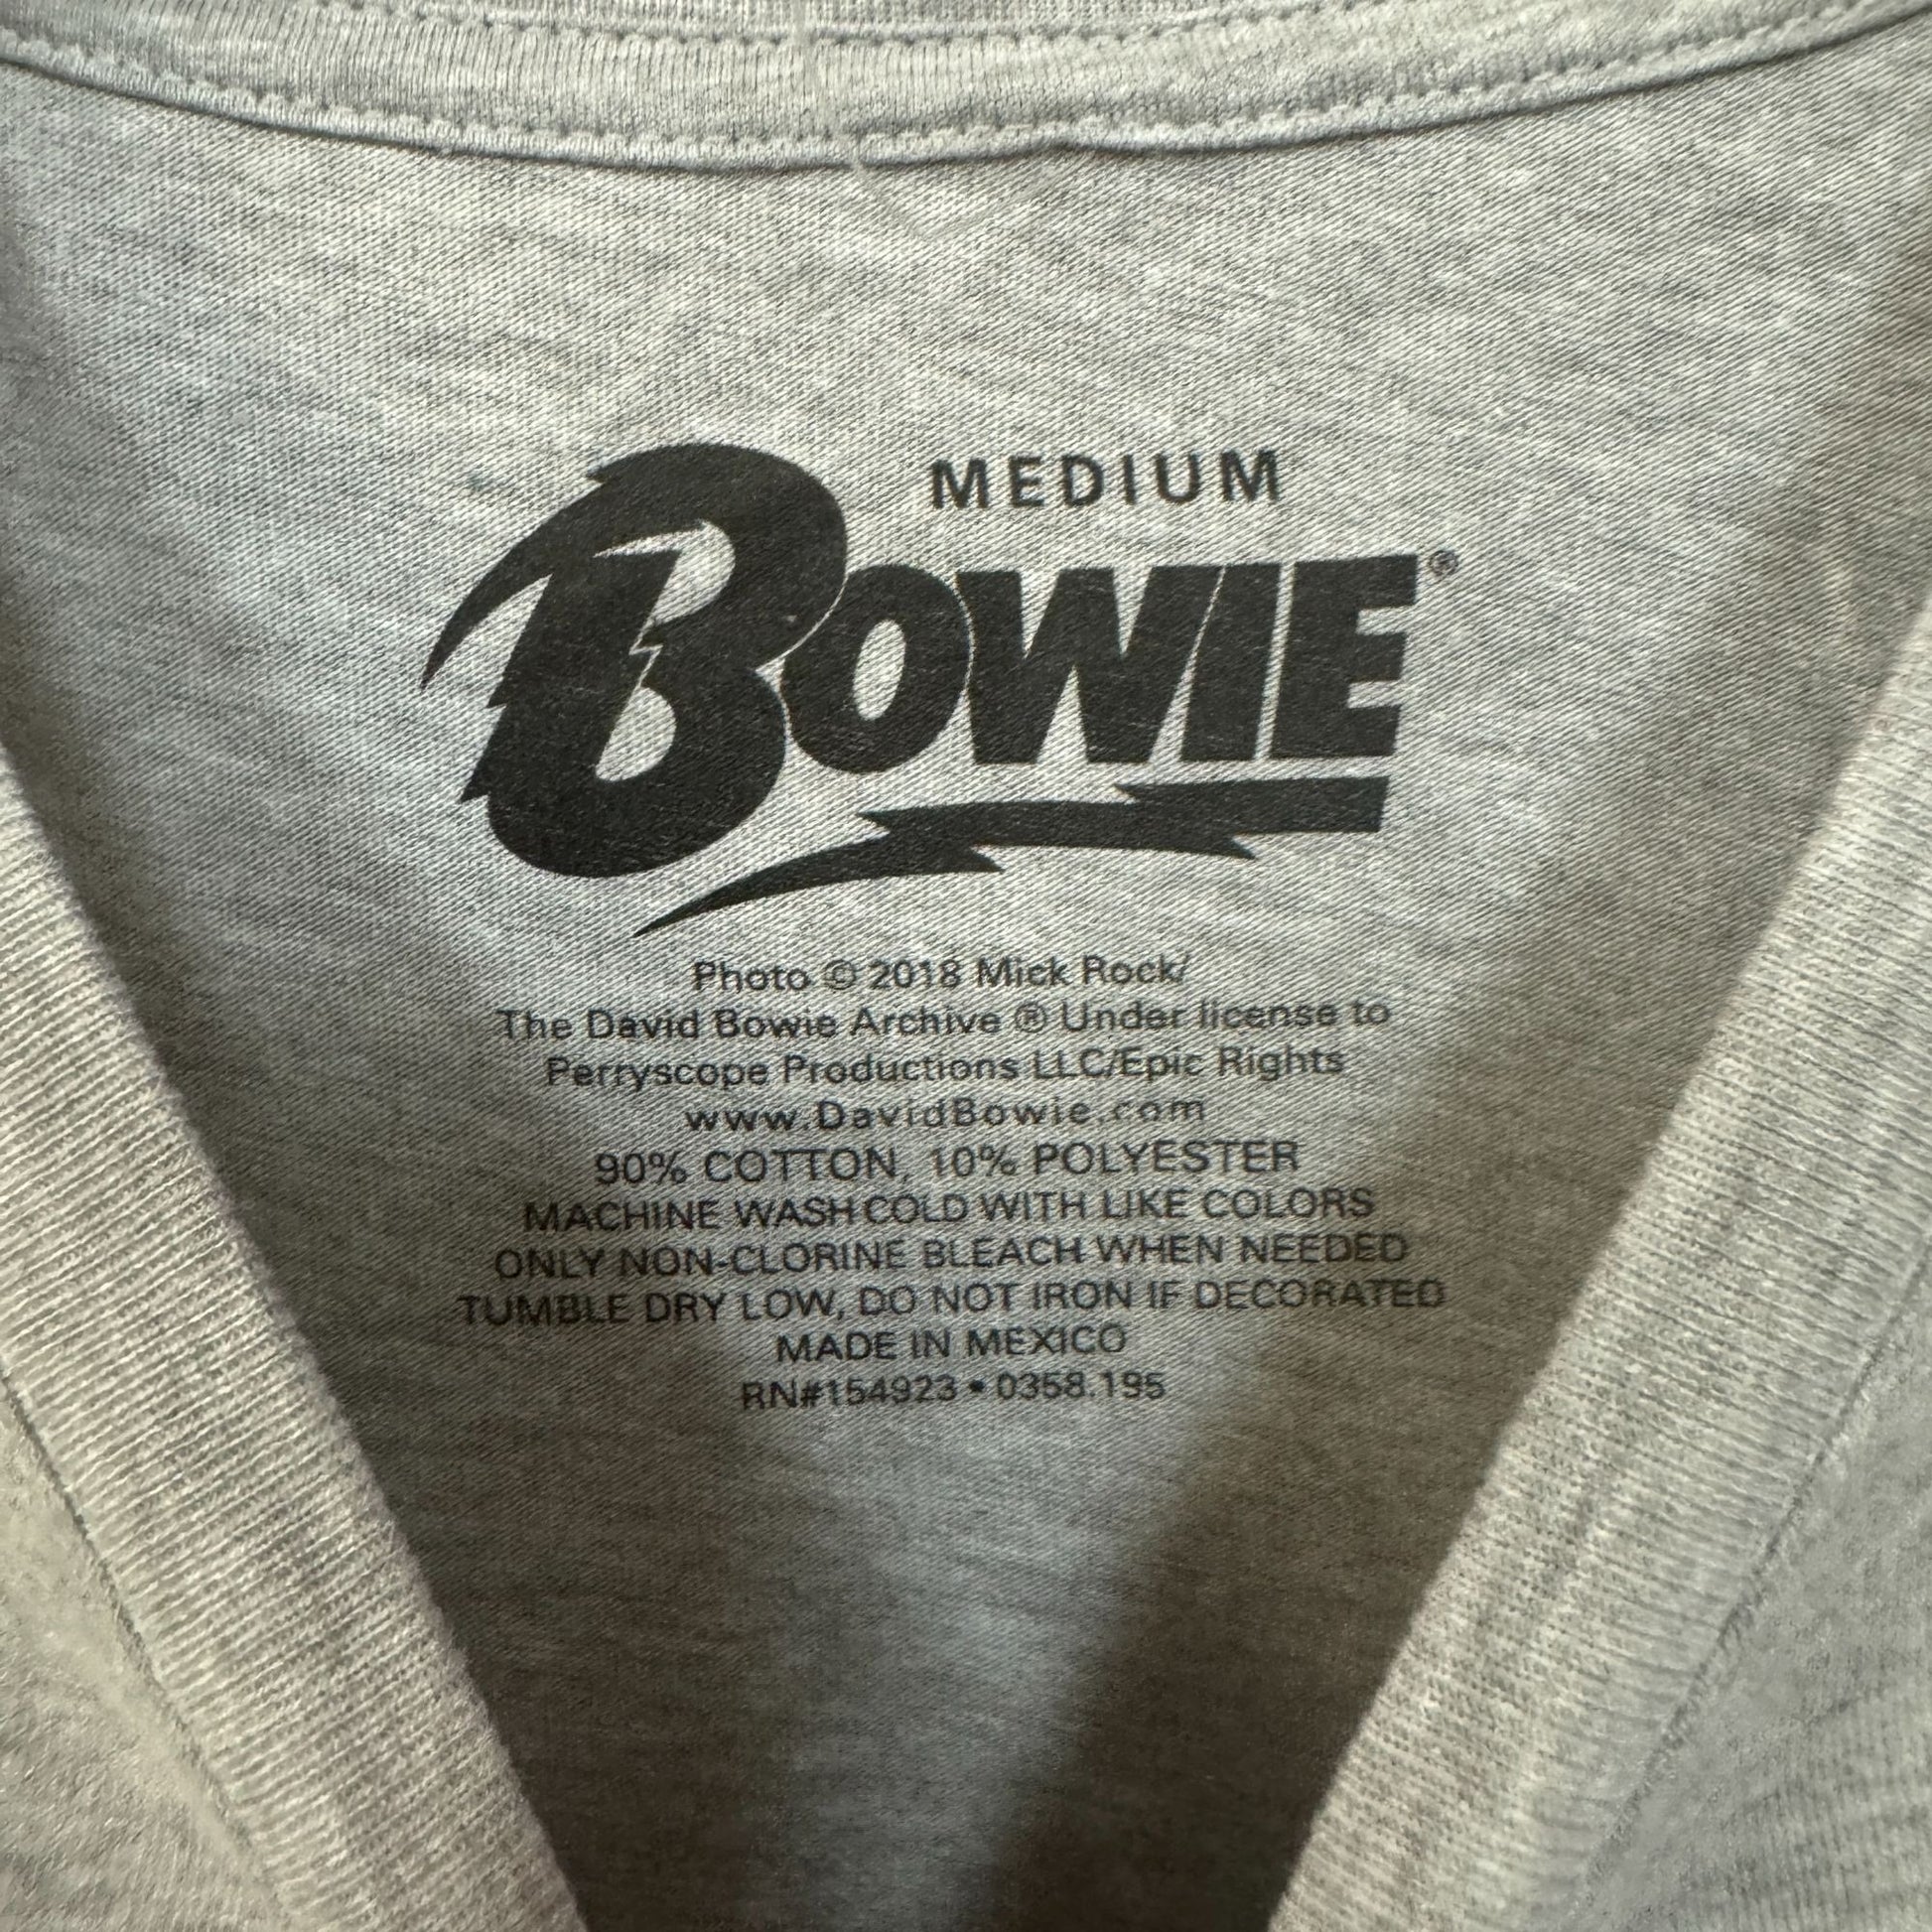 MEDIUM
BOWIE®
Photo © 2018 Mick Rock/
The David Bowie Archive ® Under license to
Perryscope Productions LLC/Epic Rights
www.DavidBowie.com
90% COTTON, 10% POLYESTER
MACHINE WASH COLD WITH LIKE COLORS
ONLY NON-CLORINE BLEACH WHEN NEEDED
TUMBLE DRY LOW, DO NOT IRON IF DECORATED
MADE IN MEXICO
RN#154923 • 0358.195